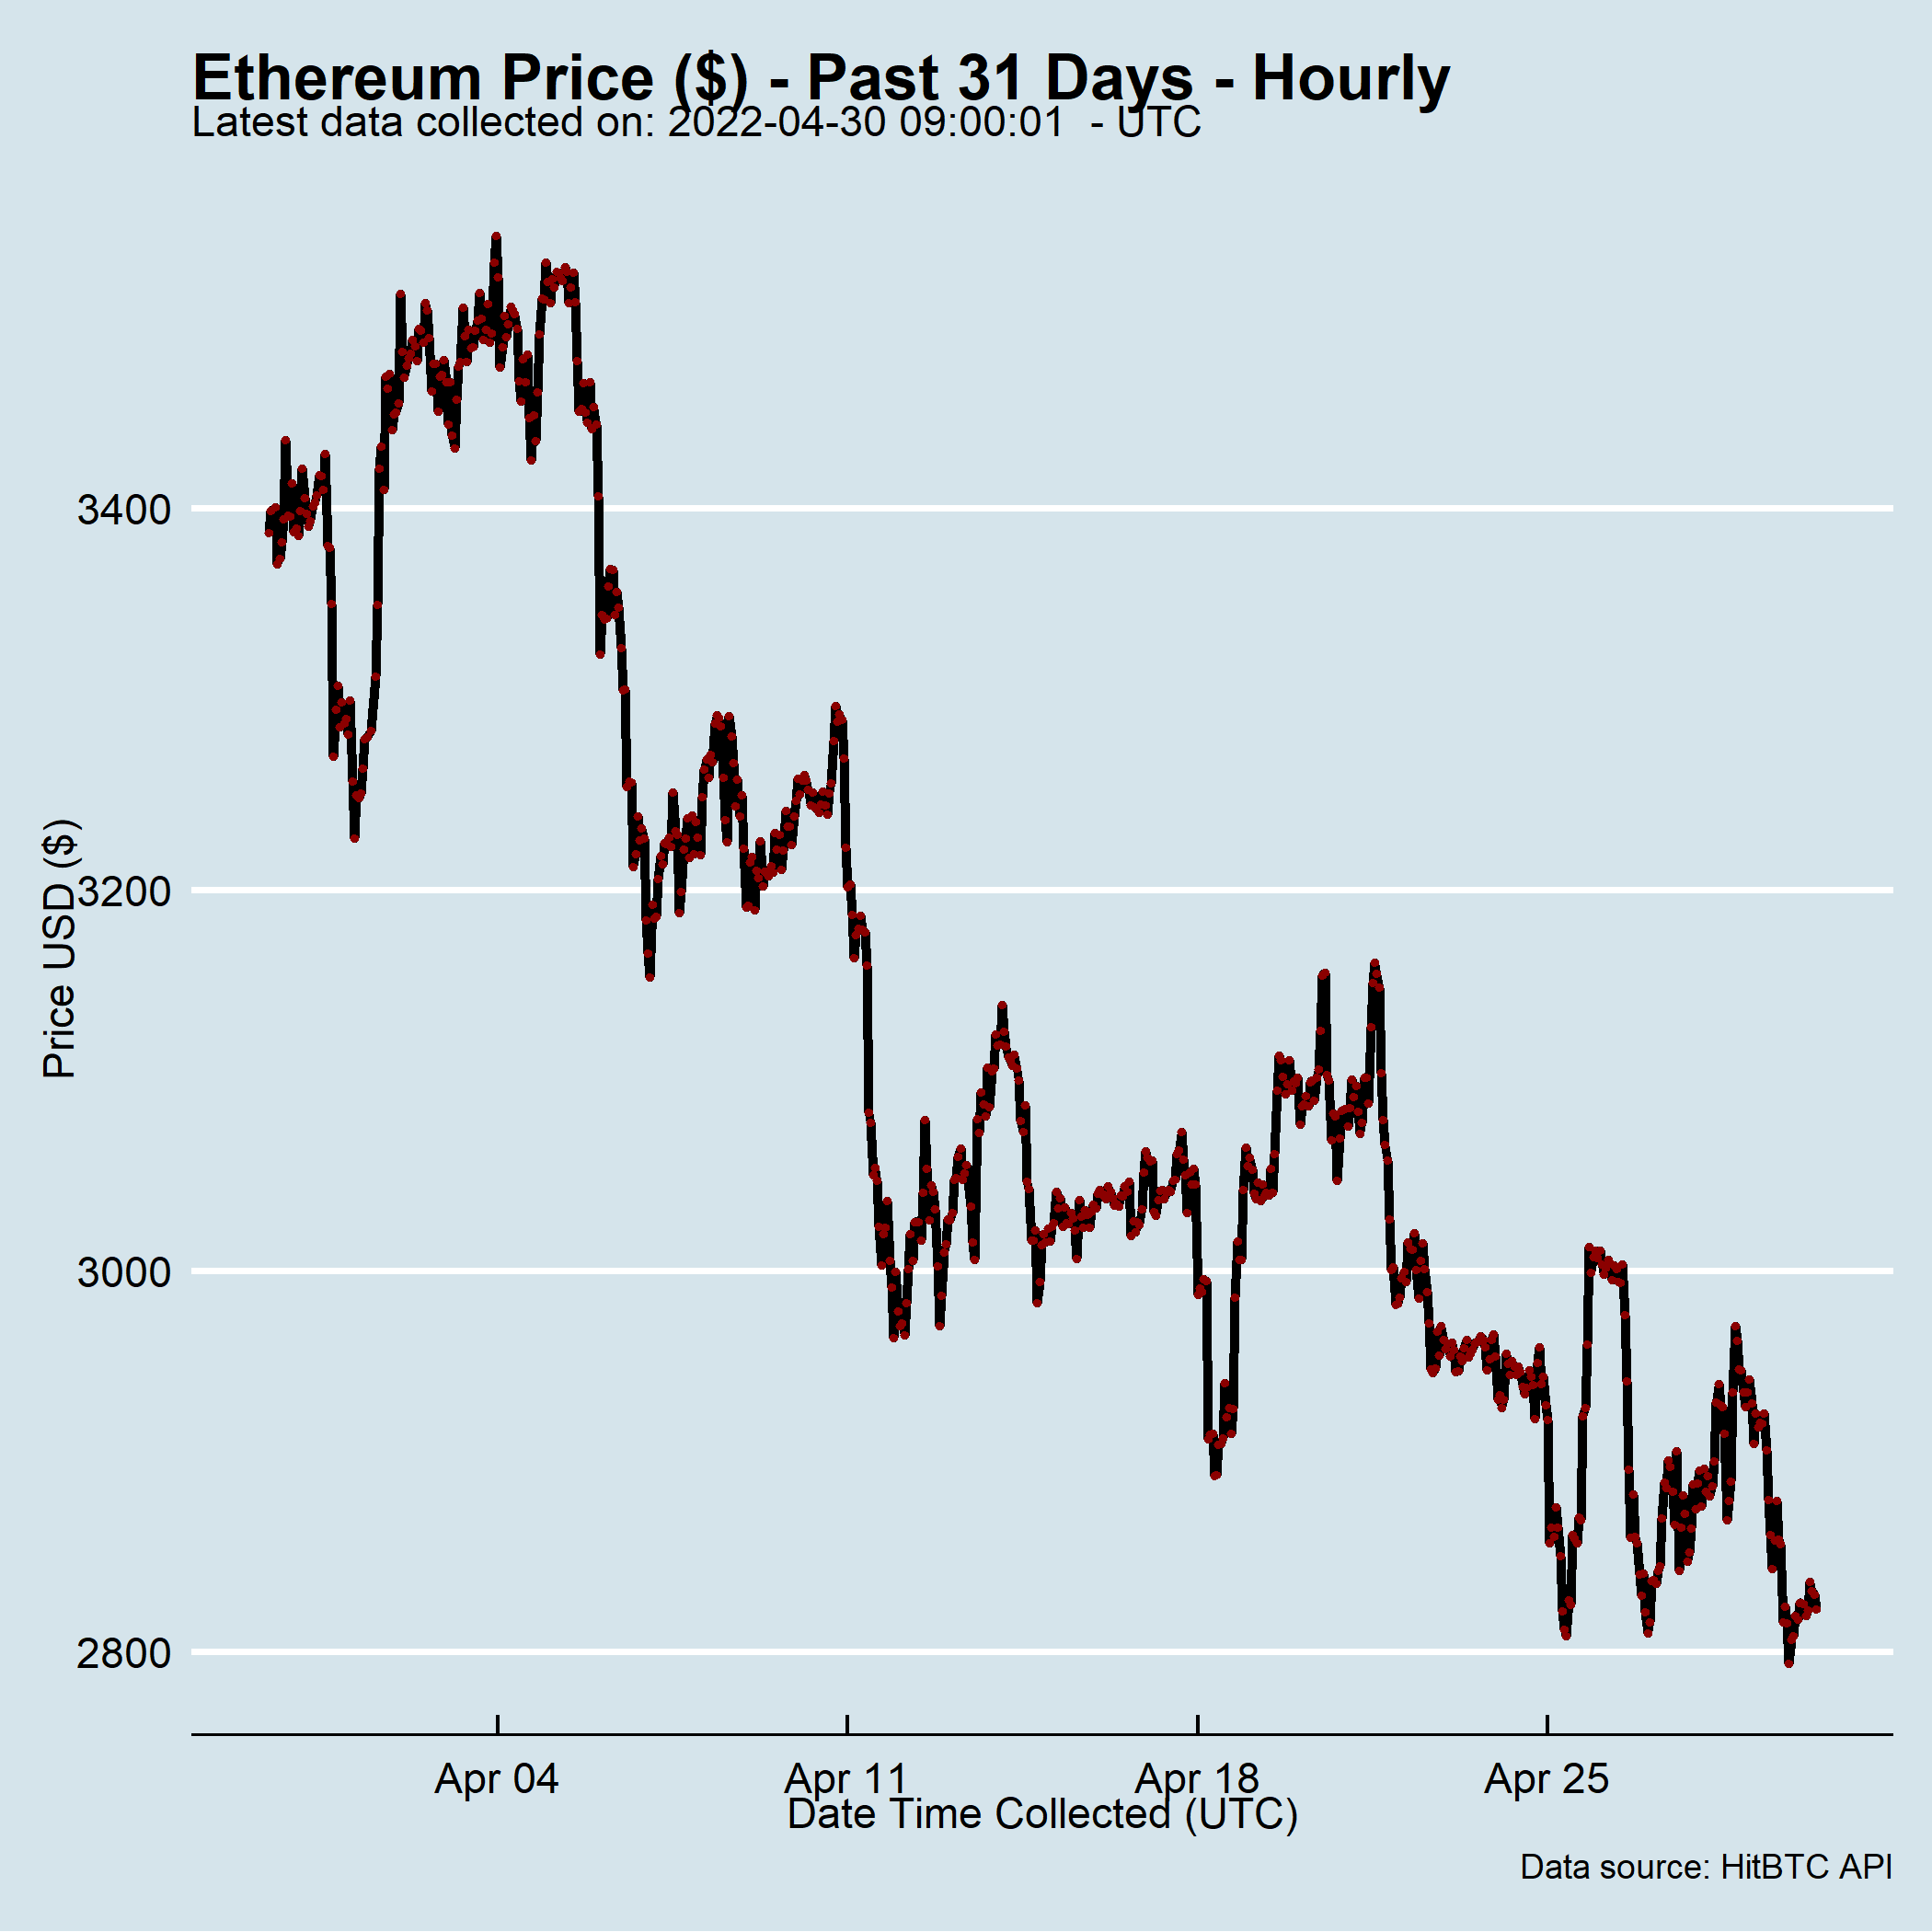 Ethereum Price ($) - Past 31 Days - Hourly
Latest data collected on: 2022-04-30 09:00:01  - UTC
Price USD ($)
3400
3200
3000
2800
Apr 04
Apr 11
Apr 18
Apr 25
Date Time Collected (UTC)
Data source: HitBTC API